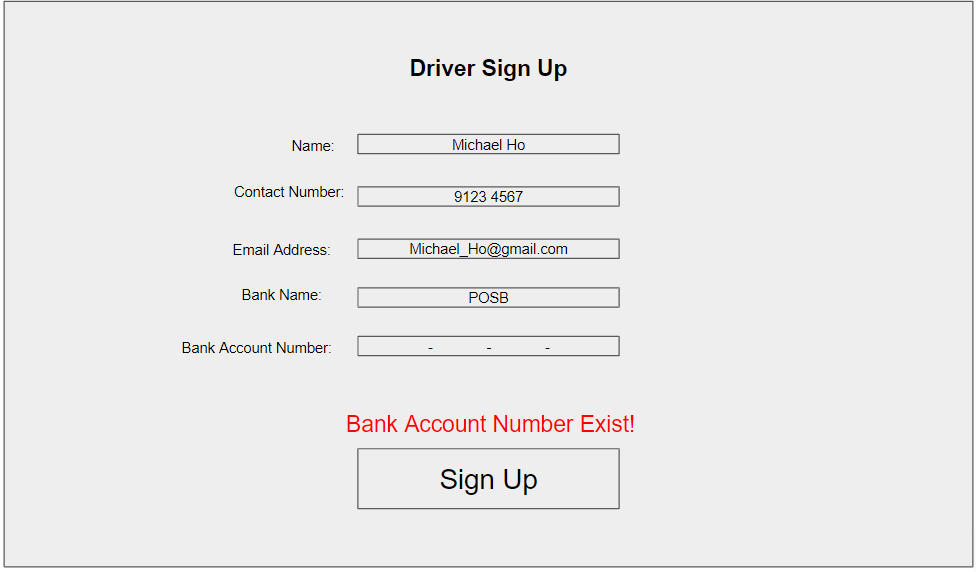 Driver Sign Up
Name: Michael Ho
Contact Number: 9123 4567
Email Address: Michael_Ho@gmail.com
Bank Name: POSB
Bank Account Number: - - -
Bank Account Number Exist!
Sign Up